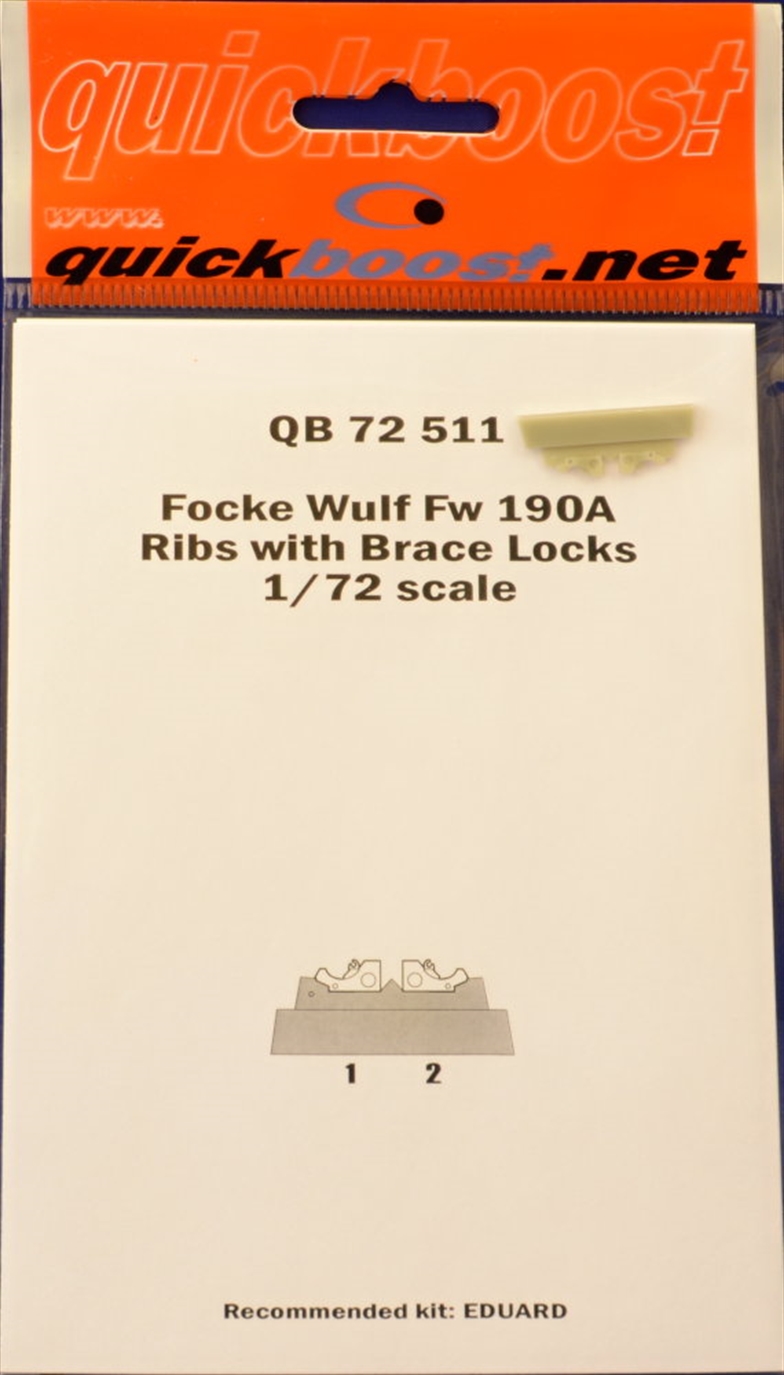 quickboost
www.
quickboost.net
QB 72 511
Focke Wulf Fw 190A
Ribs with Brace Locks
1/72 scale
1 2
Recommended kit: EDUARD